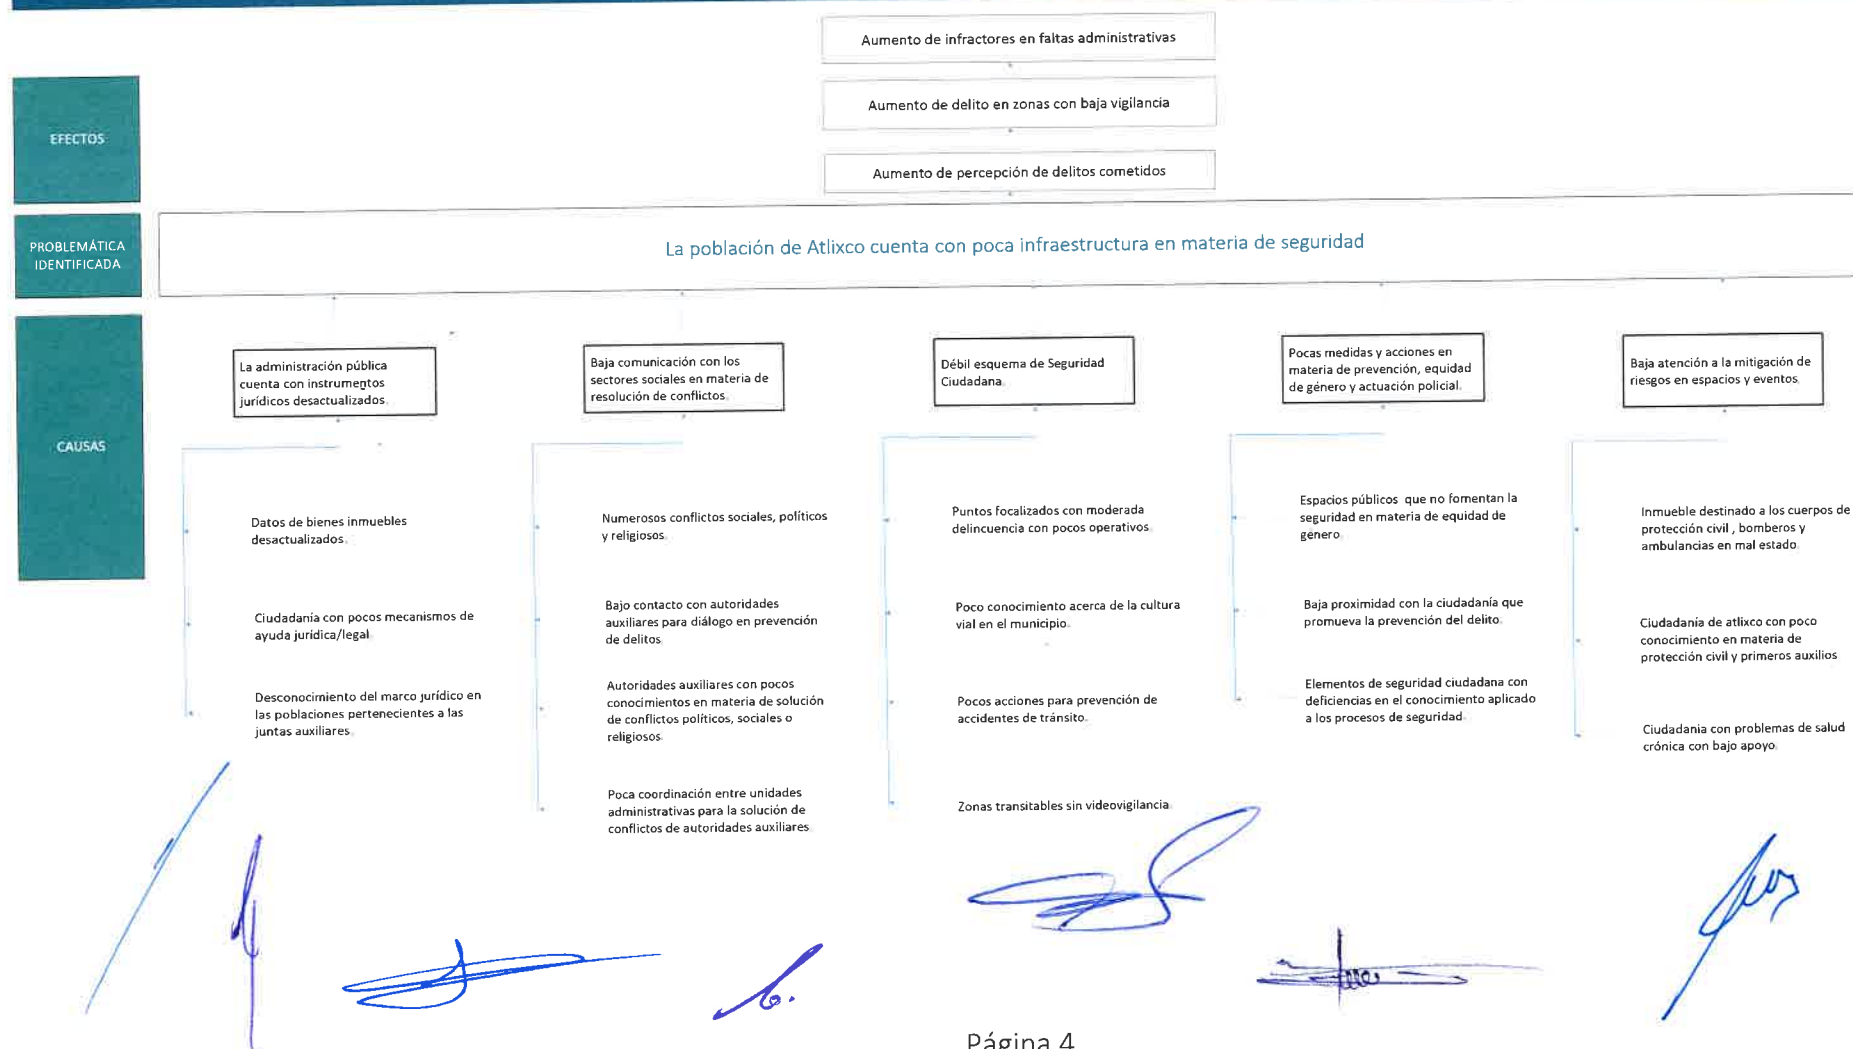 Aumento de infractores en faltas administrativas
Aumento de delito en zonas con baja vigilancia
EFECTOS
Aumento de percepción de delitos cometidos
PROBLEMÁTICA
IDENTIFICADA
La población de Atlixco cuenta con poca infraestructura en materia de seguridad
CAUSAS
La administración pública
cuenta con instrumentos
jurídicos desactualizados.
Datos de bienes inmuebles
desactualizados.
Ciudadanía con pocos mecanismos de
ayuda jurídica/legal.
Desconocimiento del marco jurídico en
las poblaciones pertenecientes a las
juntas auxiliares.
Baja comunicación con los
sectores sociales en materia de
resolución de conflictos.
Numerosos conflictos sociales, políticos
y religiosos.
Bajo contacto con autoridades
auxiliares para diálogo en prevención
de delitos.
Autoridades auxiliares con pocos
conocimientos en materia de solución
de conflictos políticos, sociales o
religiosos.
Poca coordinación entre unidades
administrativas para la solución de
conflictos de autoridades auxiliares.
Débil esquema de Seguridad
Ciudadana.
Puntos focalizados con moderada
delincuencia con pocos operativos.
Poco conocimiento acerca de la cultura
vial en el municipio.
Pocos acciones para prevención de
accidentes de tránsito.
Zonas transitables sin videovigilancia.
Pocas medidas y acciones en
materia de prevención, equidad
de género y actuación policial.
Espacios públicos que no fomentan la
seguridad en materia de equidad de
género.
Baja proximidad con la ciudadanía que
promueva la prevención del delito.
Elementos de seguridad ciudadana con
deficiencias en el conocimiento aplicado
a los procesos de seguridad.
Baja atención a la mitigación de
riesgos en espacios y eventos.
Inmueble destinado a los cuerpos de
protección civil , bomberos y
ambulancias en mal estado.
Ciudadanía de atlixco con poco
conocimiento en materia de
protección civil y primeros auxilios
Ciudadania con problemas de salud
crónica con bajo apoyo.
Página 4